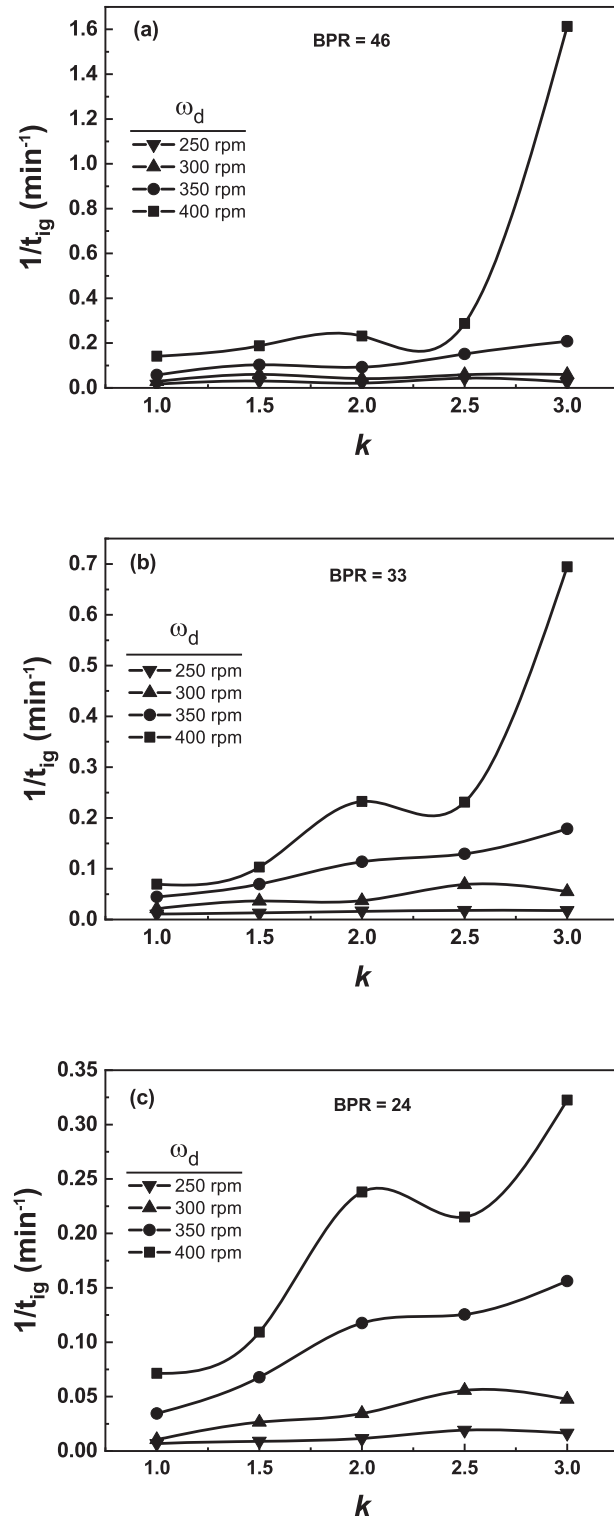 (a)
BPR = 46
ω_d
250 rpm
300 rpm
350 rpm
400 rpm
1/t_ig (min⁻¹)
1.6
1.4
1.2
1.0
0.8
0.6
0.4
0.2
0.0
1.0 1.5 2.0 2.5 3.0
k
(b)
BPR = 33
ω_d
250 rpm
300 rpm
350 rpm
400 rpm
1/t_ig (min⁻¹)
0.7
0.6
0.5
0.4
0.3
0.2
0.1
0.0
1.0 1.5 2.0 2.5 3.0
k
(c)
BPR = 24
ω_d
250 rpm
300 rpm
350 rpm
400 rpm
1/t_ig (min⁻¹)
0.35
0.30
0.25
0.20
0.15
0.10
0.05
0.00
1.0 1.5 2.0 2.5 3.0
k